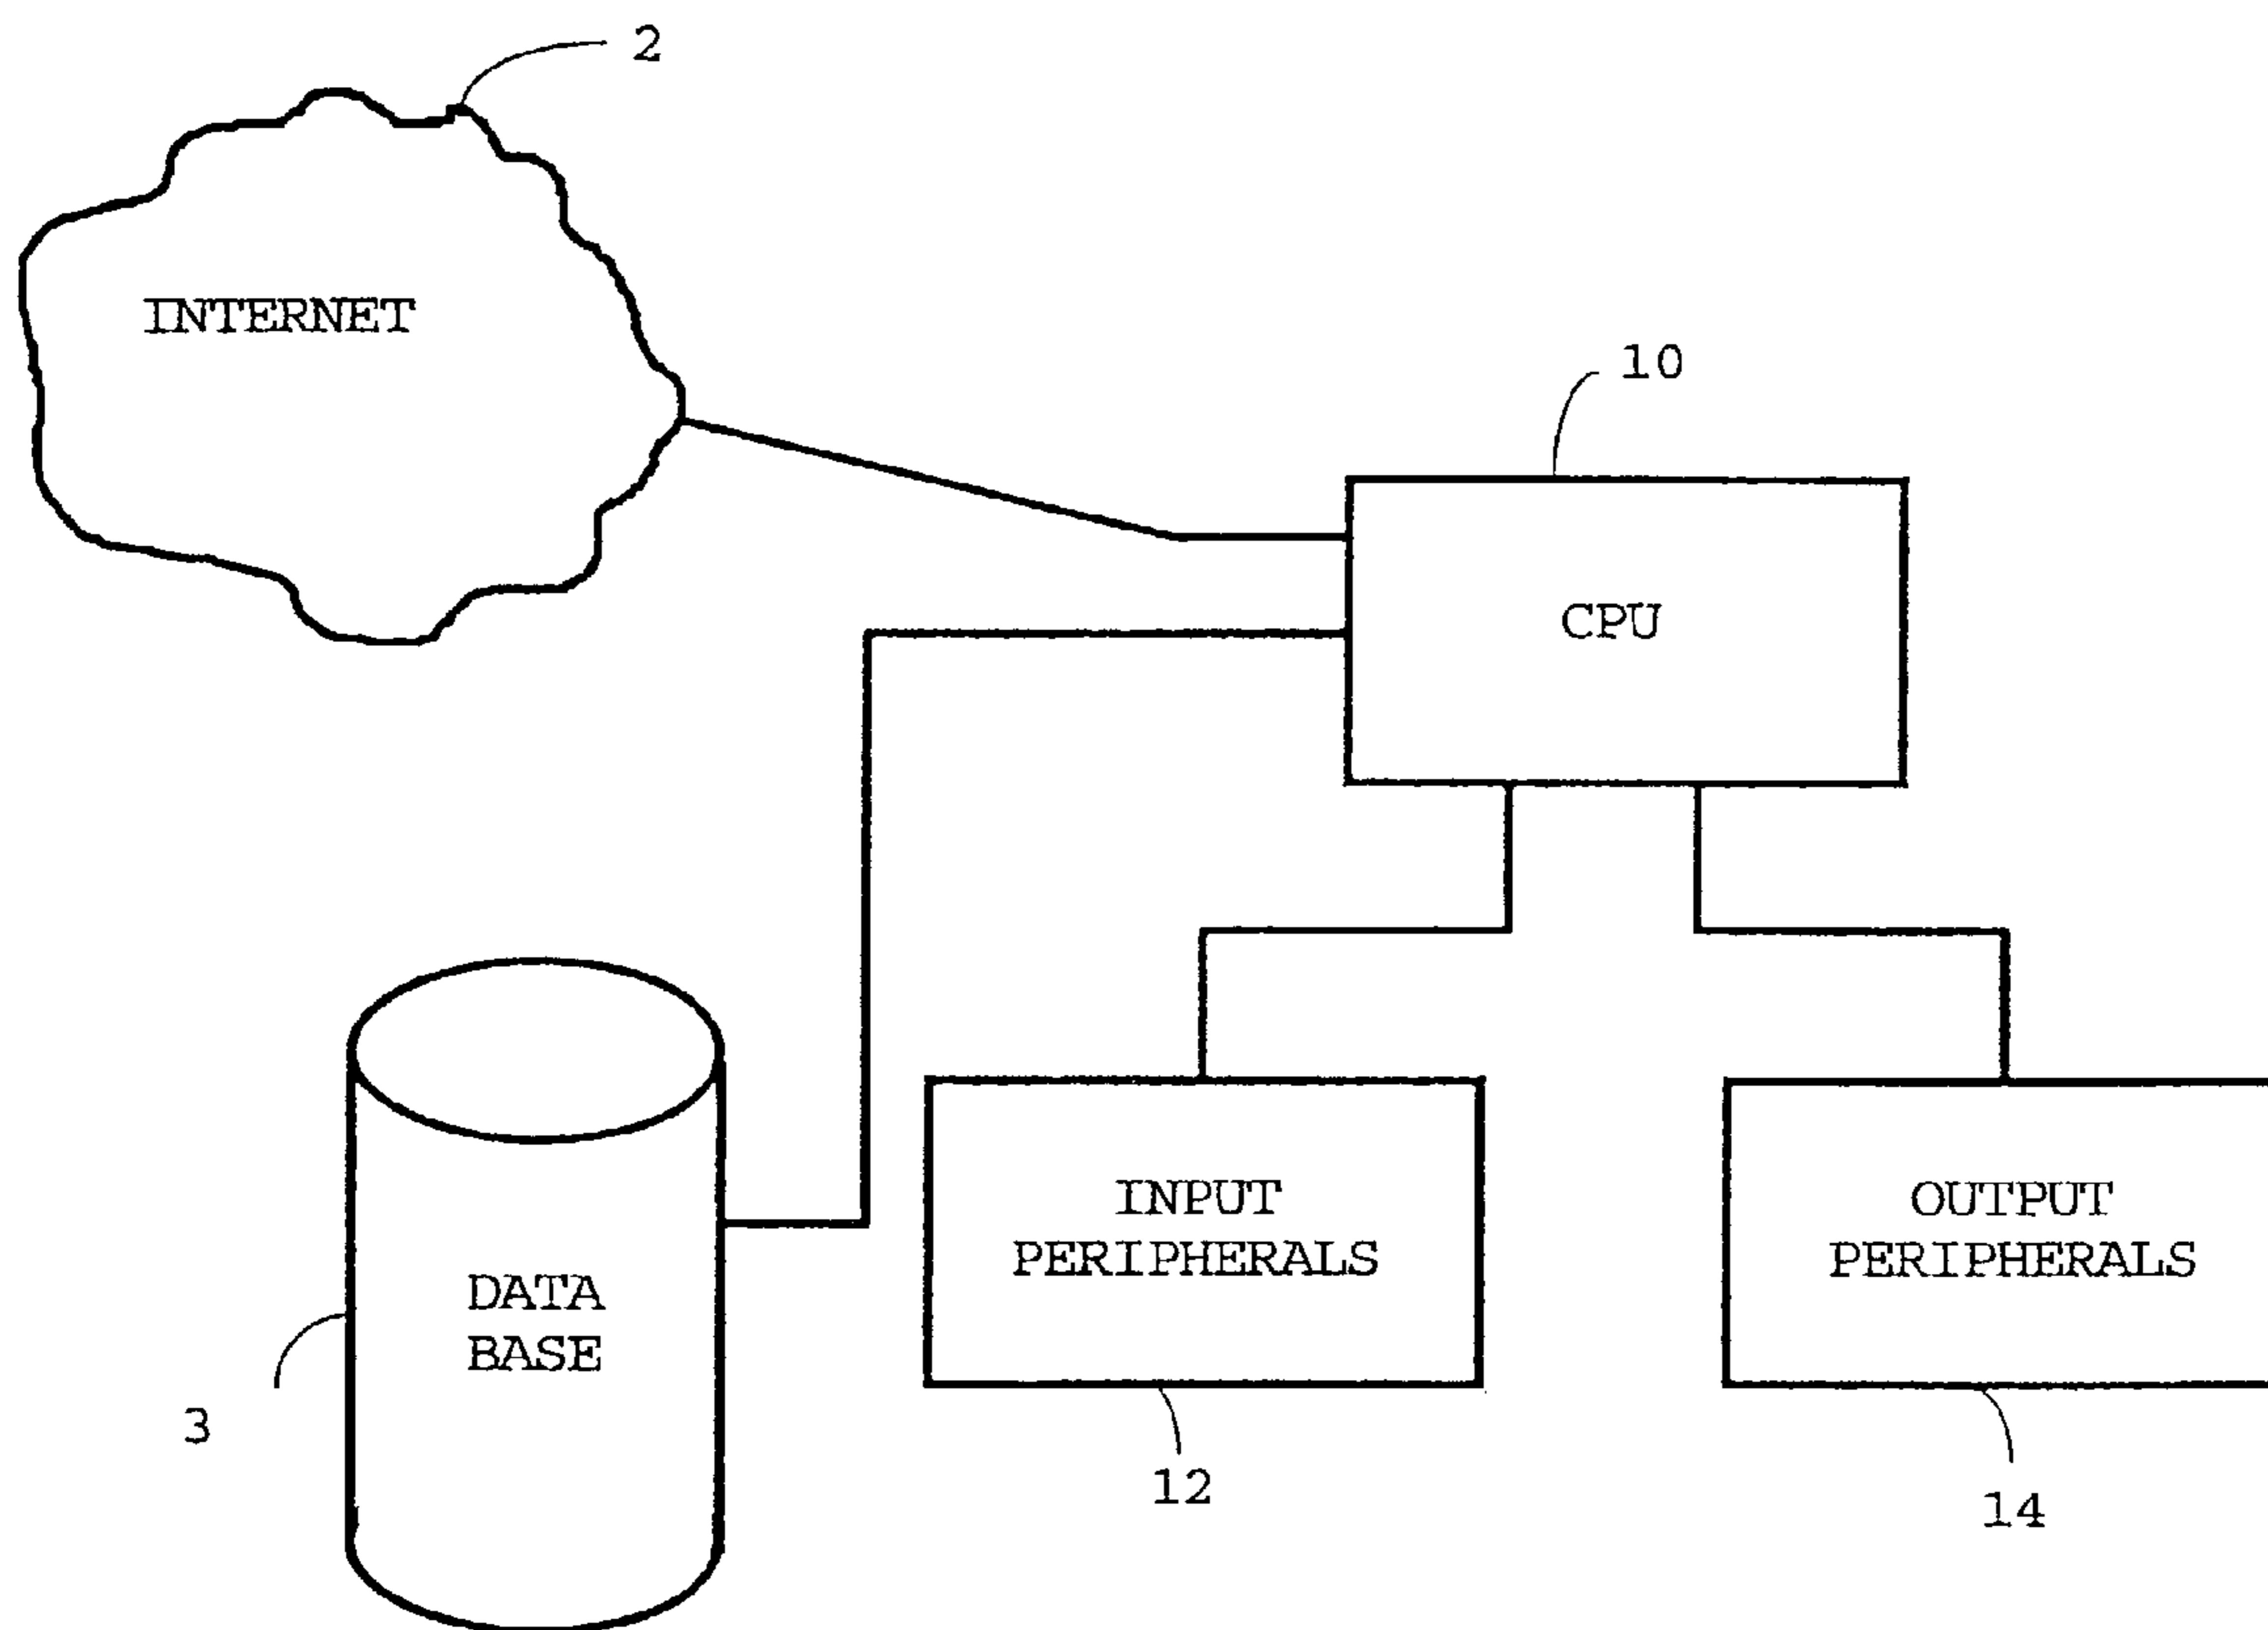 2
INTERNET
10
CPU
INPUT
PERIPHERALS
OUTPUT
PERIPHERALS
DATA
BASE
3
12
14